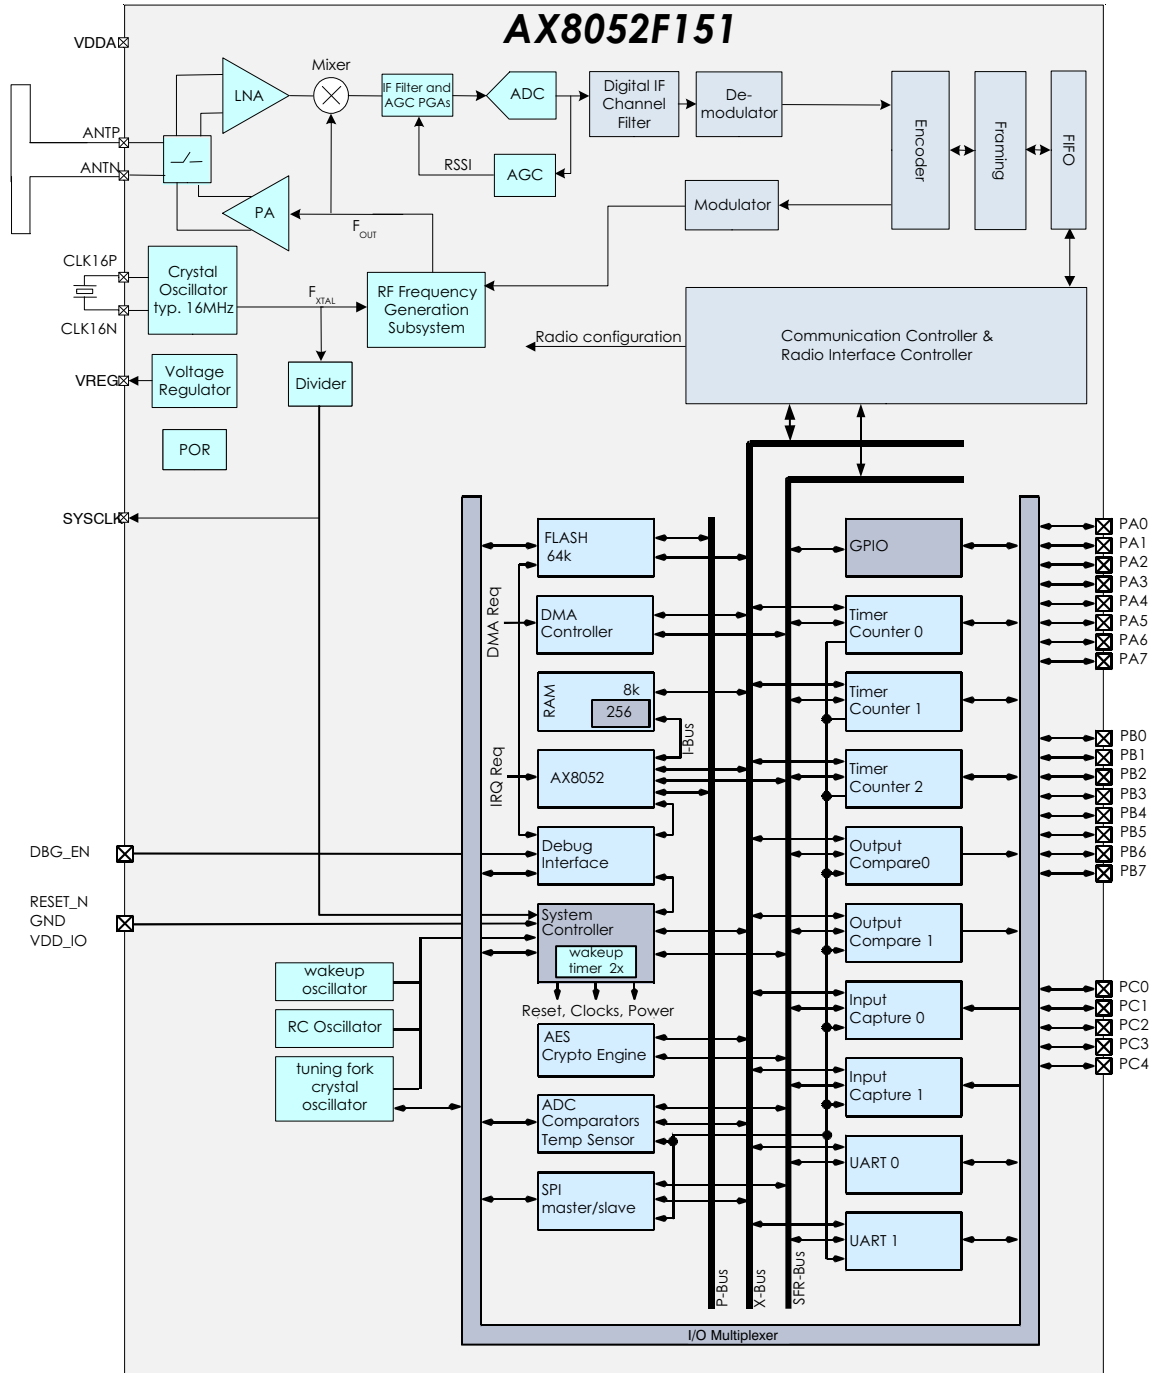 AX8052F151
VDDA
LNA
Mixer
IF Filter and
AGC PGAs
ADC
Digital IF
Channel
Filter
De-
modulator
Encoder
Framing
FIFO
ANTP
ANTN
RSSI
AGC
PA
FOUT
Modulator
CLK16P
CLK16N
Crystal
Oscillator
typ. 16MHz
FXTAL
RF Frequency
Generation
Subsystem
Radio configuration
Communication Controller &
Radio Interface Controller
VREG
Voltage
Regulator
Divider
POR
SYSCLK
FLASH
64k
GPIO
DMA Req
DMA
Controller
Timer
Counter 0
RAM
8k
256
I-Bus
Timer
Counter 1
IRQ Req
AX8052
Timer
Counter 2
DBG_EN
Debug
Interface
Output
Compare0
RESET_N
GND
VDD_IO
System
Controller
wakeup
timer 2x
Output
Compare 1
wakeup
oscillator
RC Oscillator
tuning fork
crystal
oscillator
Reset, Clocks, Power
Input
Capture 0
AES
Crypto Engine
Input
Capture 1
ADC
Comparators
Temp Sensor
UART 0
SPI
master/slave
UART 1
P-Bus
X-Bus
SFR-Bus
I/O Multiplexer
PA0
PA1
PA2
PA3
PA4
PA5
PA6
PA7
PB0
PB1
PB2
PB3
PB4
PB5
PB6
PB7
PC0
PC1
PC2
PC3
PC4